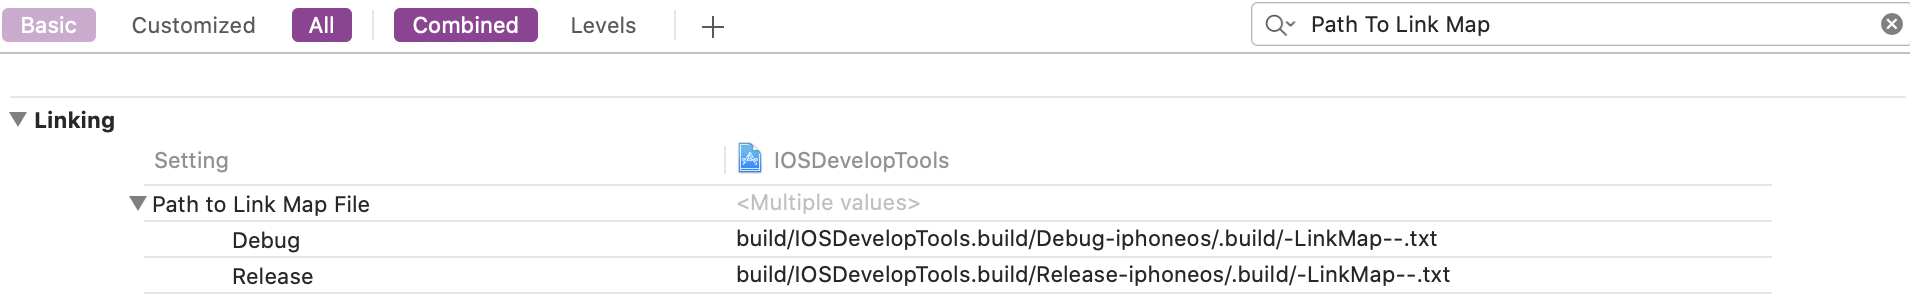 Basic Customized All Combined Levels + Path To Link Map
Linking
Setting IOSDevelopTools
Path to Link Map File <Multiple values>
Debug build/IOSDevelopTools.build/Debug-iphoneos/.build/-LinkMap--.txt
Release build/IOSDevelopTools.build/Release-iphoneos/.build/-LinkMap--.txt